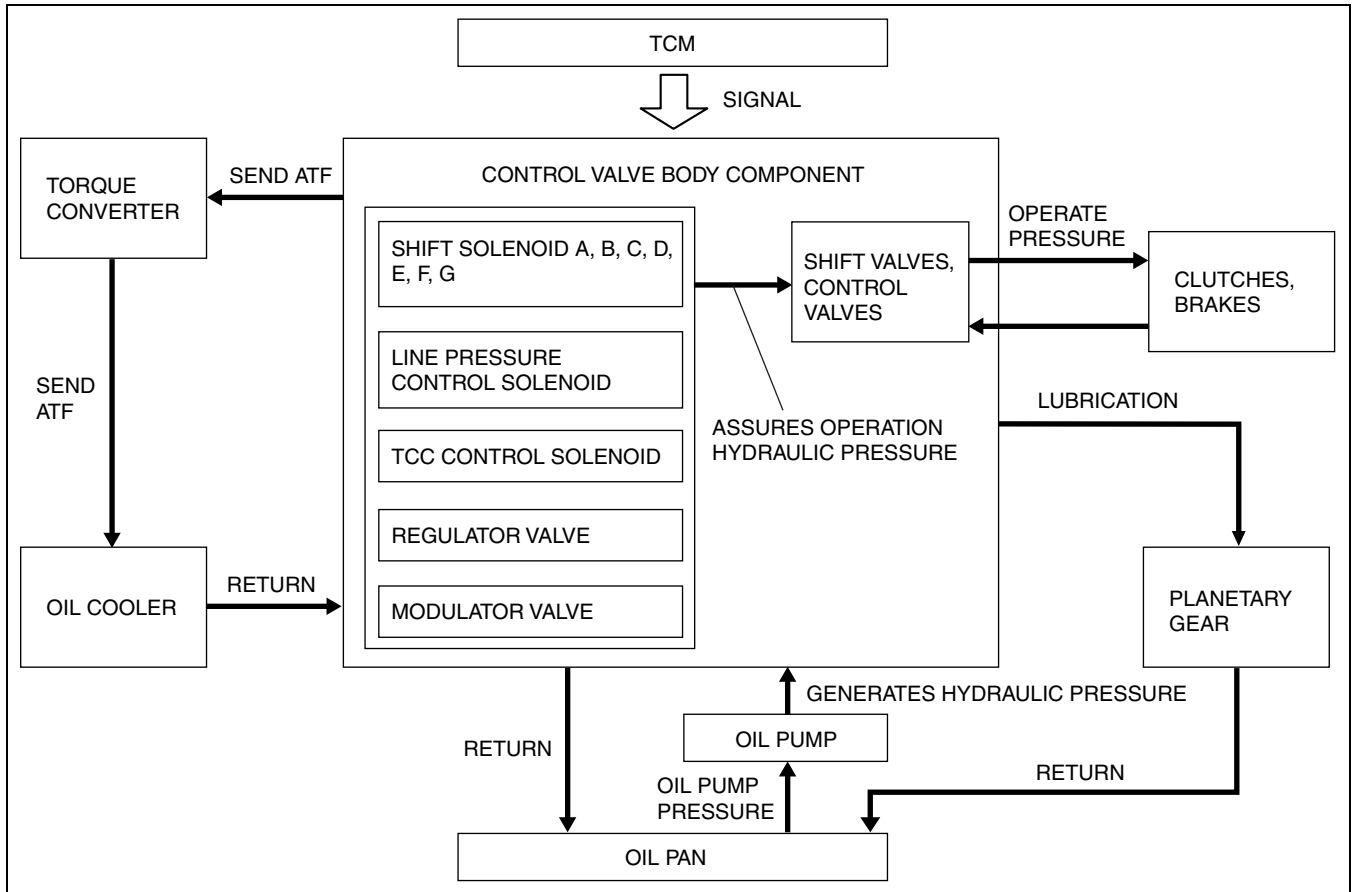 TCM
SIGNAL
TORQUE
CONVERTER
SEND ATF
CONTROL VALVE BODY COMPONENT
SHIFT SOLENOID A, B, C, D,
E, F, G
SHIFT VALVES,
CONTROL
VALVES
OPERATE
PRESSURE
CLUTCHES,
BRAKES
LINE PRESSURE
CONTROL SOLENOID
SEND
ATF
ASSURES OPERATION
HYDRAULIC PRESSURE
LUBRICATION
TCC CONTROL SOLENOID
REGULATOR VALVE
MODULATOR VALVE
OIL COOLER
RETURN
PLANETARY
GEAR
GENERATES HYDRAULIC PRESSURE
OIL PUMP
RETURN
OIL PUMP
PRESSURE
RETURN
OIL PAN